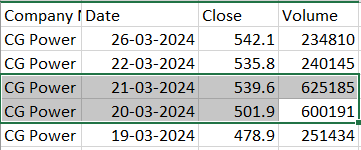 Company N Date Close Volume
CG Power 26-03-2024 542.1 234810
CG Power 22-03-2024 535.8 240145
CG Power 21-03-2024 539.6 625185
CG Power 20-03-2024 501.9 600191
CG Power 19-03-2024 478.9 251434